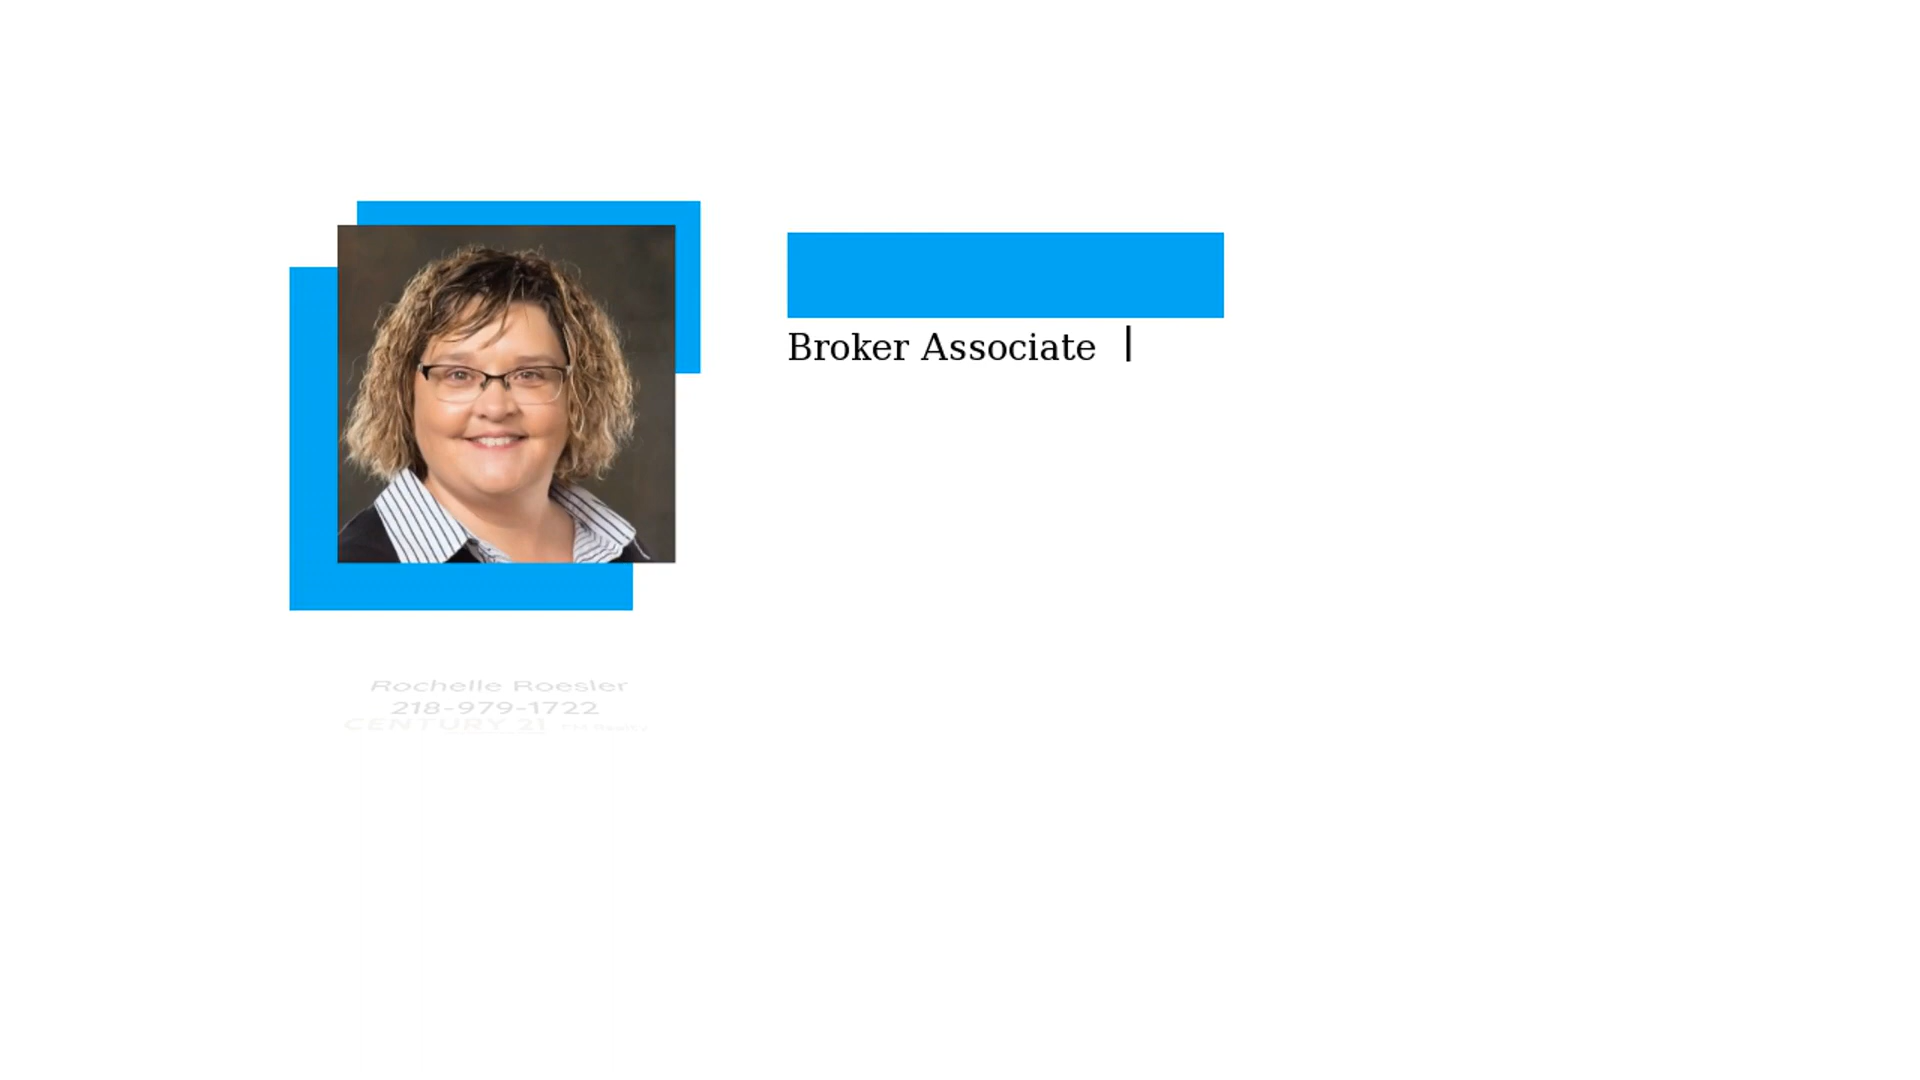 Broker Associate |
Rochelle Roesler
218-979-1722
CENTURY 21